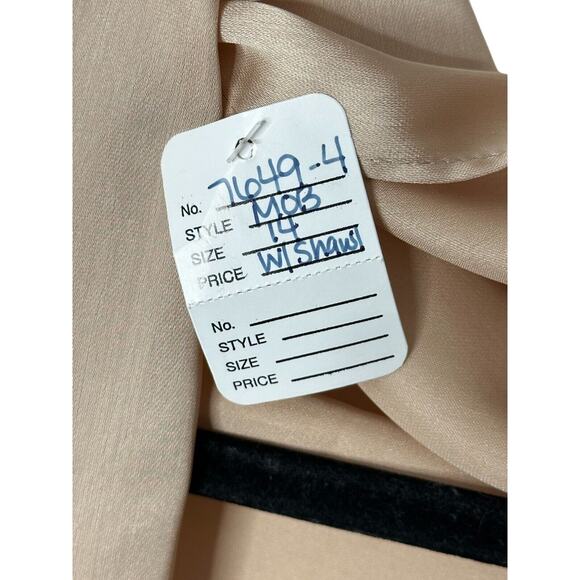 No. 7649-4
STYLE MOB
SIZE 14
PRICE W/ Shawl
No.
STYLE
SIZE
PRICE